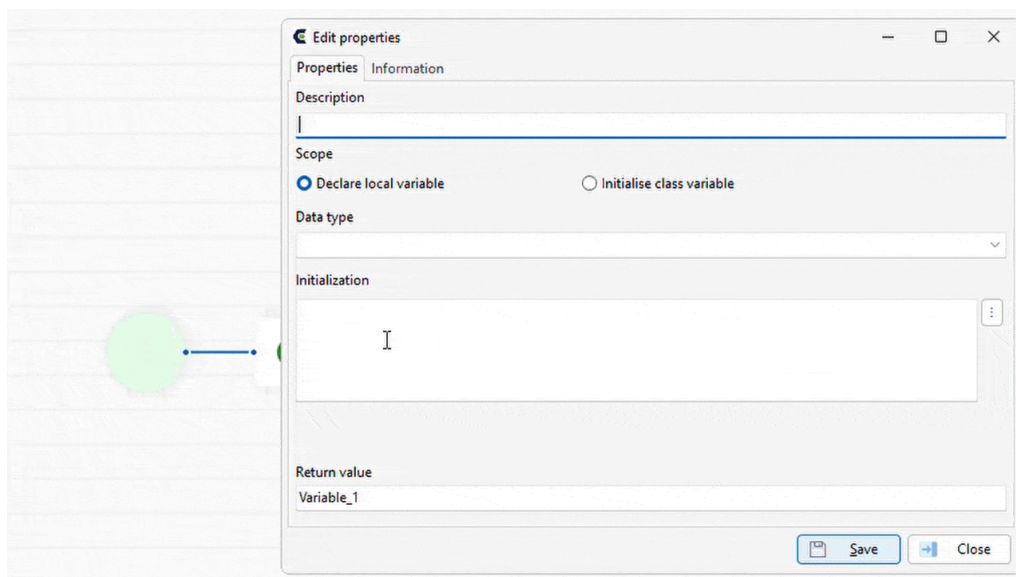 Edit properties
Properties Information
Description
Scope
Declare local variable Initialise class variable
Data type
Initialization
Return value
Variable_1
Save Close